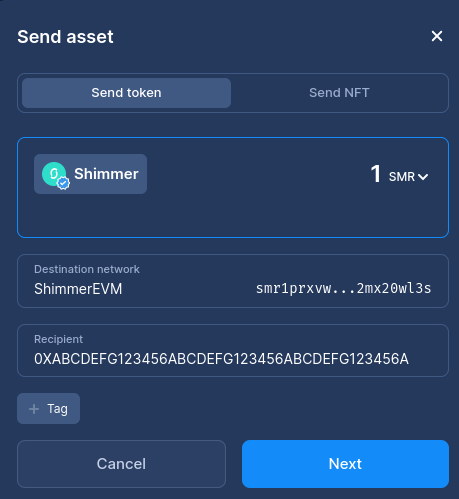 Send asset
Send token
Send NFT
Shimmer
1 SMR
Destination network
ShimmerEVM
smr1prxvw...2mx20wl3s
Recipient
0XABCDEFG123456ABCDEFG123456ABCDEFG123456A
+ Tag
Cancel
Next